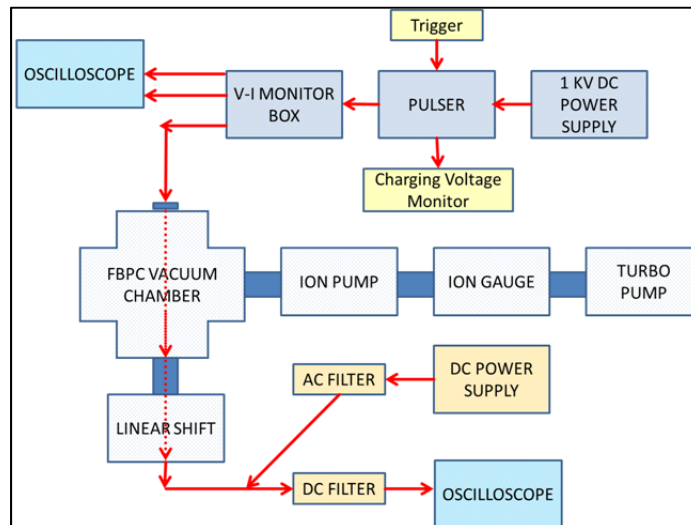 Trigger
OSCILLOSCOPE
V-I MONITOR
BOX
PULSER
1 KV DC
POWER
SUPPLY
Charging Voltage
Monitor
FBPC VACUUM
CHAMBER
ION PUMP
ION GAUGE
TURBO
PUMP
AC FILTER
DC POWER
SUPPLY
LINEAR SHIFT
DC FILTER
OSCILLOSCOPE